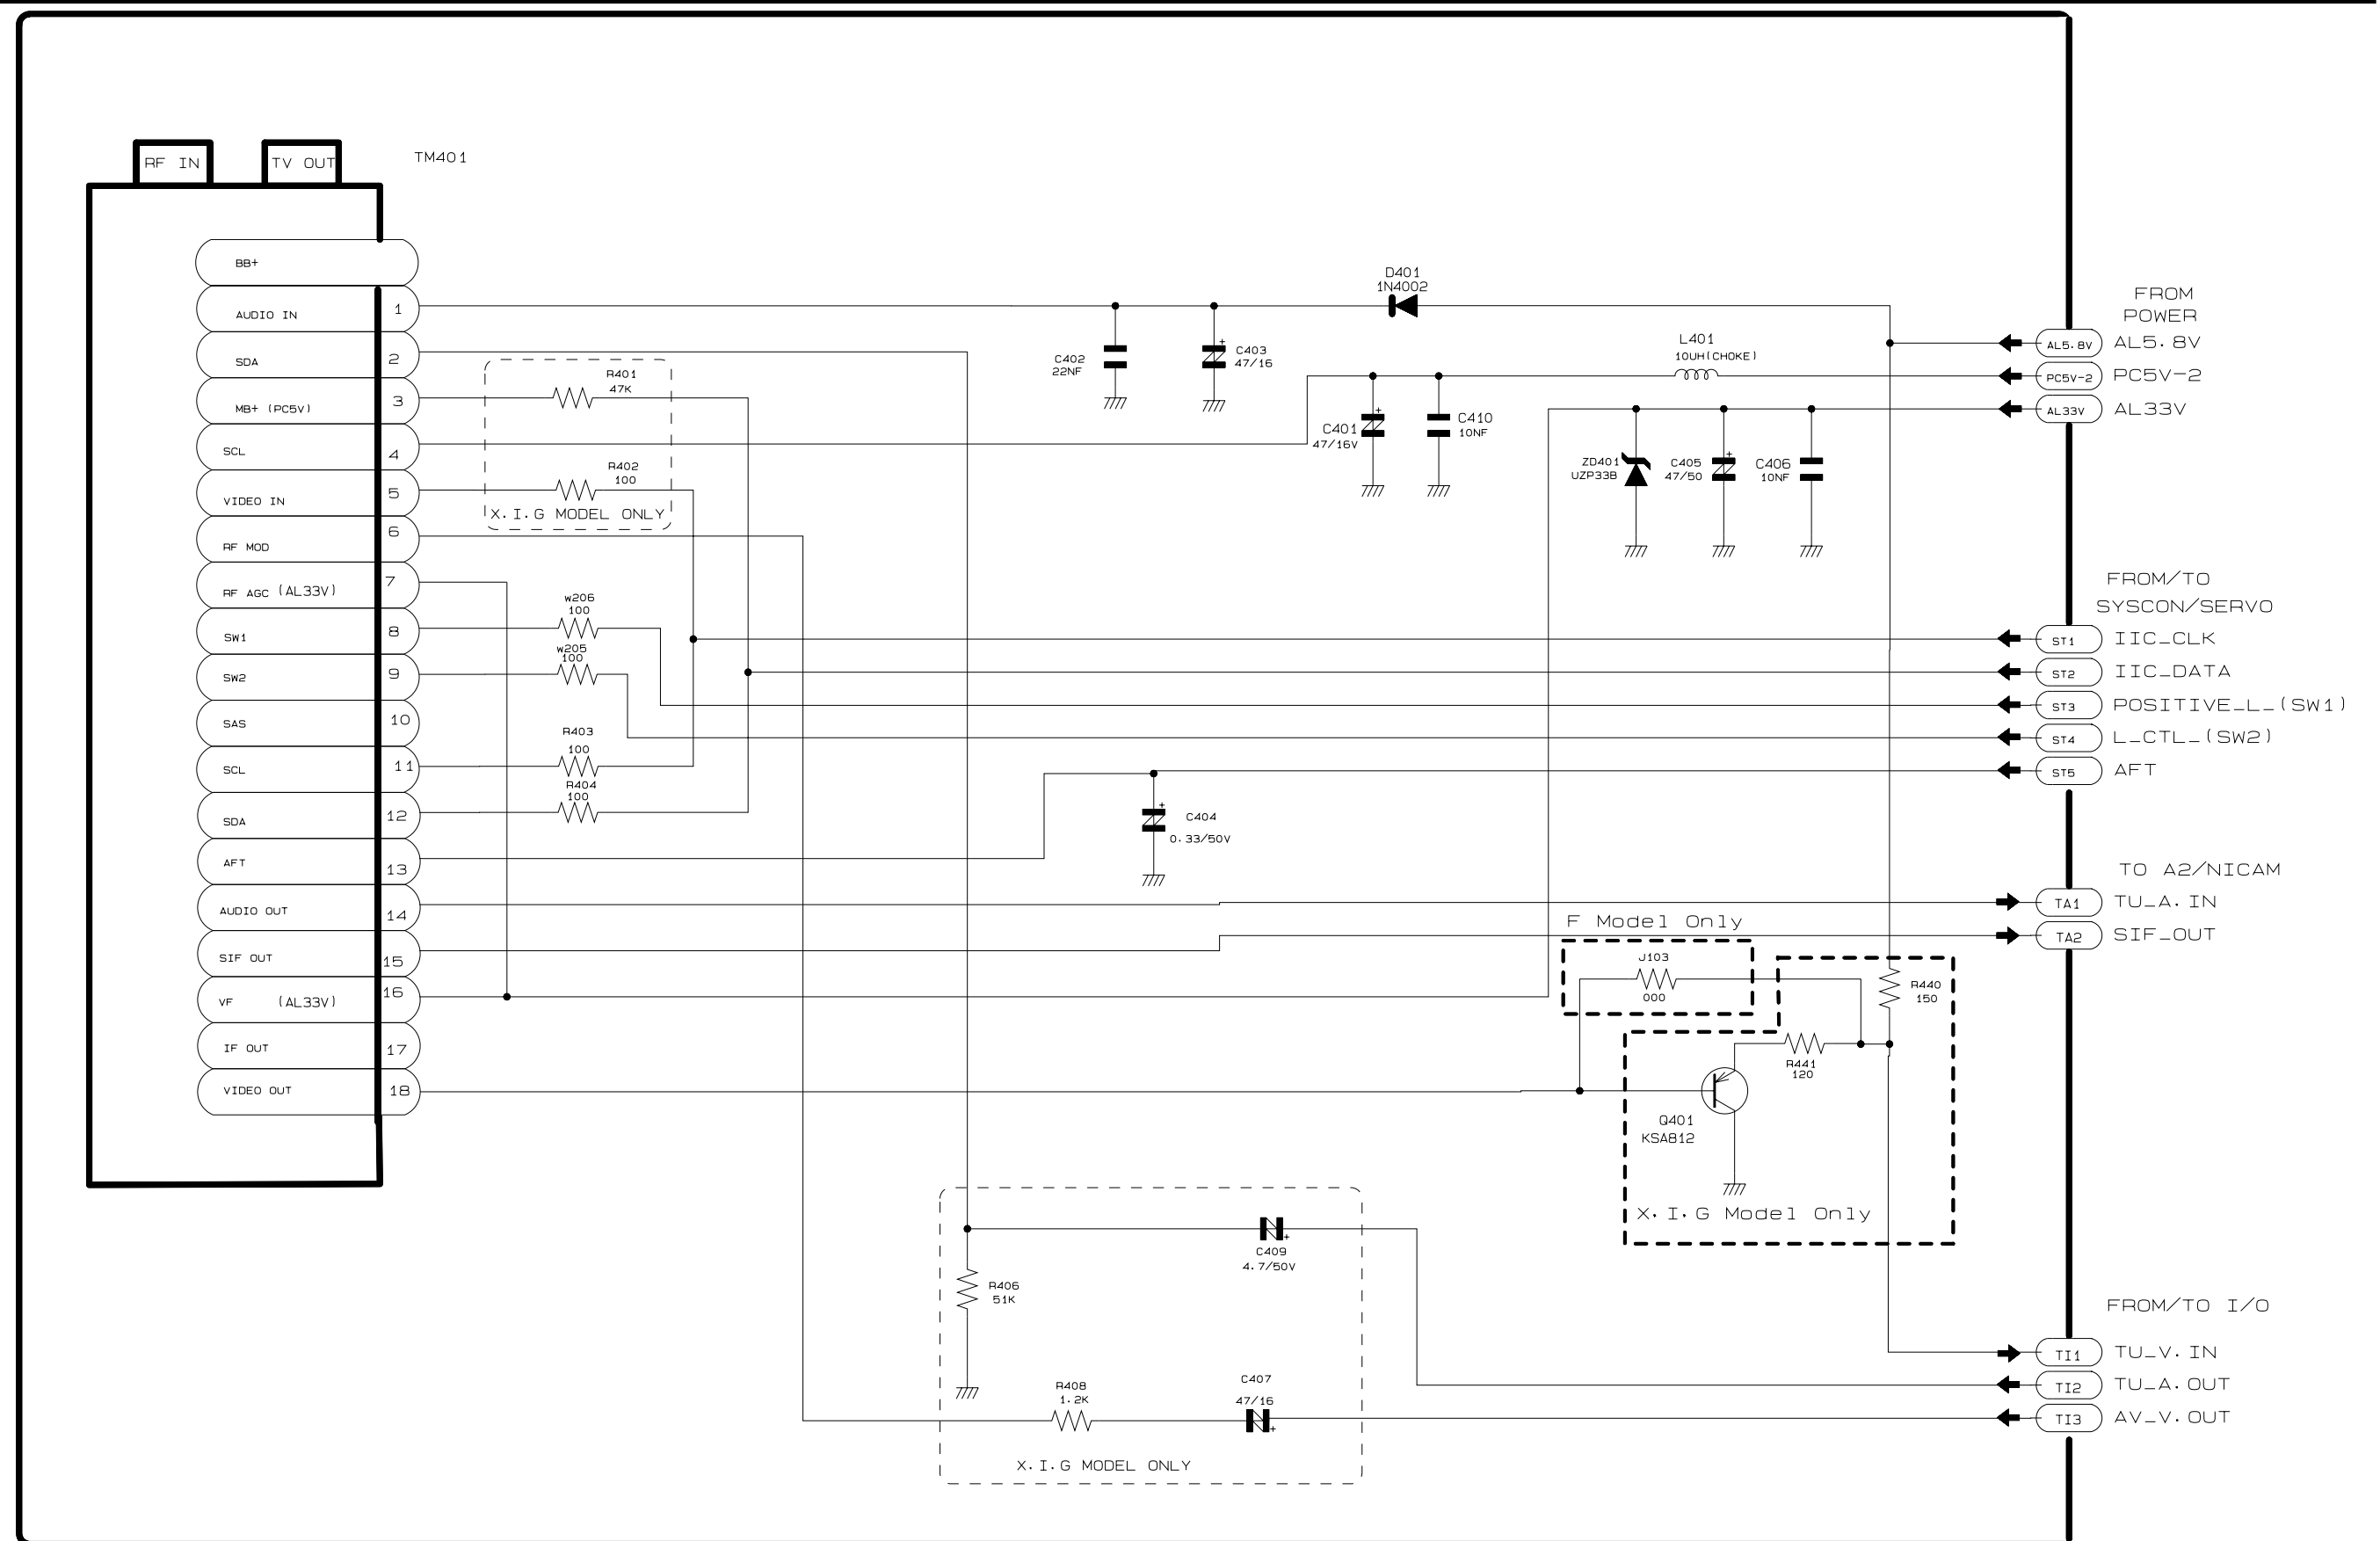 RF IN
TV OUT
TM401
BB+
AUDIO IN
1
SDA
2
MB+ (PC5V)
3
SCL
4
VIDEO IN
5
RF MOD
6
RF AGC (AL33V)
7
SW1
8
SW2
9
SAS
10
SCL
11
SDA
12
AFT
13
AUDIO OUT
14
SIF OUT
15
VF (AL33V)
16
IF OUT
17
VIDEO OUT
18
R401
47K
R402
100
X.I.G MODEL ONLY
W206
100
W205
100
R403
100
R404
100
C402
22NF
+
C403
47/16
D401
1N4002
L401
10UH(CHOKE)
+
C401
47/16V
C410
10NF
ZD401
UZP33B
+
C405
47/50
C406
10NF
+
C404
0.33/50V
F Model Only
J103
000
R440
150
R441
120
Q401
KSA812
X.I.G Model Only
+
C409
4.7/50V
R406
51K
R408
1.2K
C407
47/16
+
X.I.G MODEL ONLY
FROM
POWER
AL5.8V AL5.8V
PC5V-2 PC5V-2
AL33V AL33V
FROM/TO
SYSCON/SERVO
ST1 IIC_CLK
ST2 IIC_DATA
ST3 POSITIVE_L_(SW1)
ST4 L_CTL_(SW2)
ST5 AFT
TO A2/NICAM
TA1 TU_A.IN
TA2 SIF_OUT
FROM/TO I/O
TI1 TU_V.IN
TI2 TU_A.OUT
TI3 AV_V.OUT